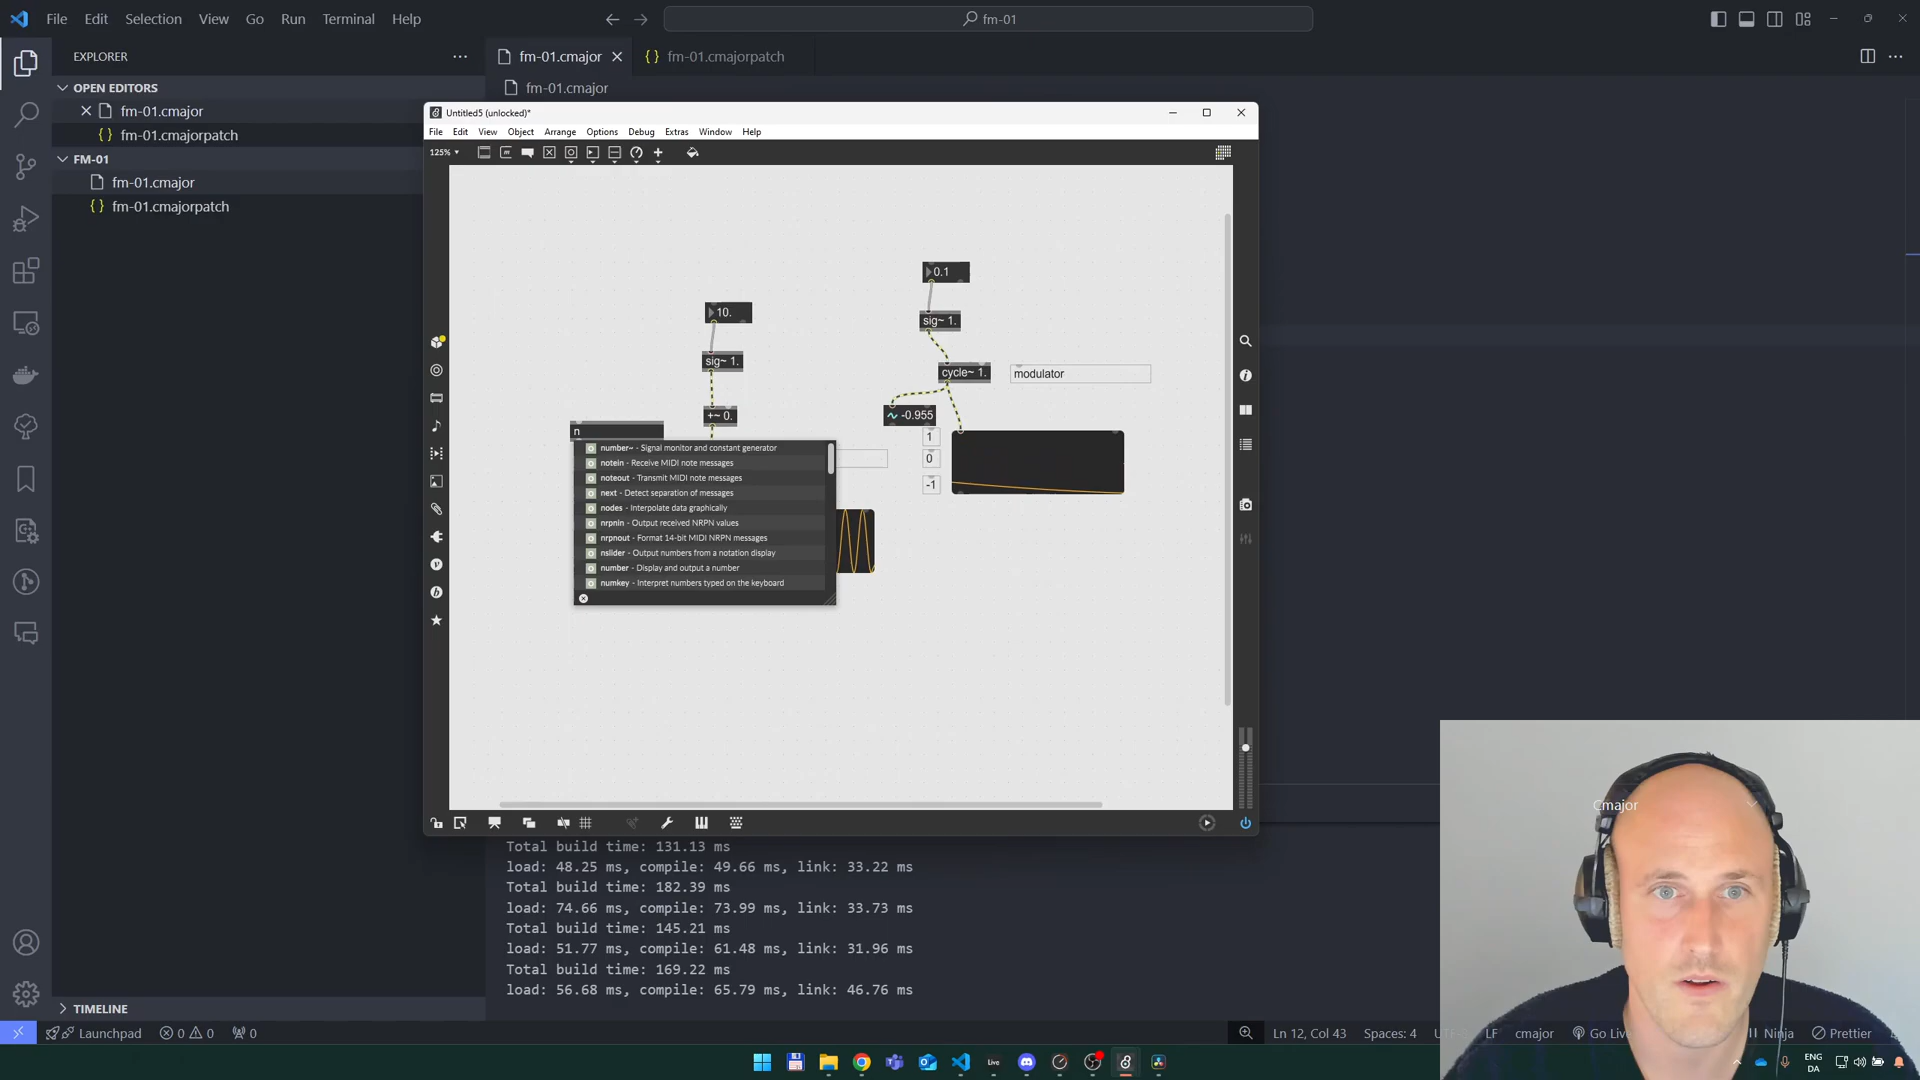 File Edit Selection View Go Run Terminal Help
fm-01
EXPLORER
OPEN EDITORS
fm-01.cmajor
{} fm-01.cmajorpatch
FM-01
fm-01.cmajor
{} fm-01.cmajorpatch
TIMELINE
fm-01.cmajor
{} fm-01.cmajorpatch
fm-01.cmajor
Untitled5 (unlocked)*
File Edit View Object Arrange Options Debug Extras Window Help
125%
0.1
10.
sig~ 1.
sig~ 1.
cycle~ 1.
modulator
+~ 0.
-0.955
1
0
-1
n
number~ - Signal monitor and constant generator
notein - Receive MIDI note messages
noteout - Transmit MIDI note messages
next - Detect separation of messages
nodes - Interpolate data graphically
nrpnin - Output received NRPN values
nrpnout - Format 14-bit MIDI NRPN messages
nslider - Output numbers from a notation display
number - Display and output a number
numkey - Interpret numbers typed on the keyboard
Cmajor
Total build time: 131.13 ms
load: 48.25 ms, compile: 49.66 ms, link: 33.22 ms
Total build time: 182.39 ms
load: 74.66 ms, compile: 73.99 ms, link: 33.73 ms
Total build time: 145.21 ms
load: 51.77 ms, compile: 61.48 ms, link: 31.96 ms
Total build time: 169.22 ms
load: 56.68 ms, compile: 65.79 ms, link: 46.76 ms
Launchpad 0 0 0
Ln 12, Col 43 Spaces: 4 LF cmajor Go Liv Ninja Prettier
Live
ENG
DA